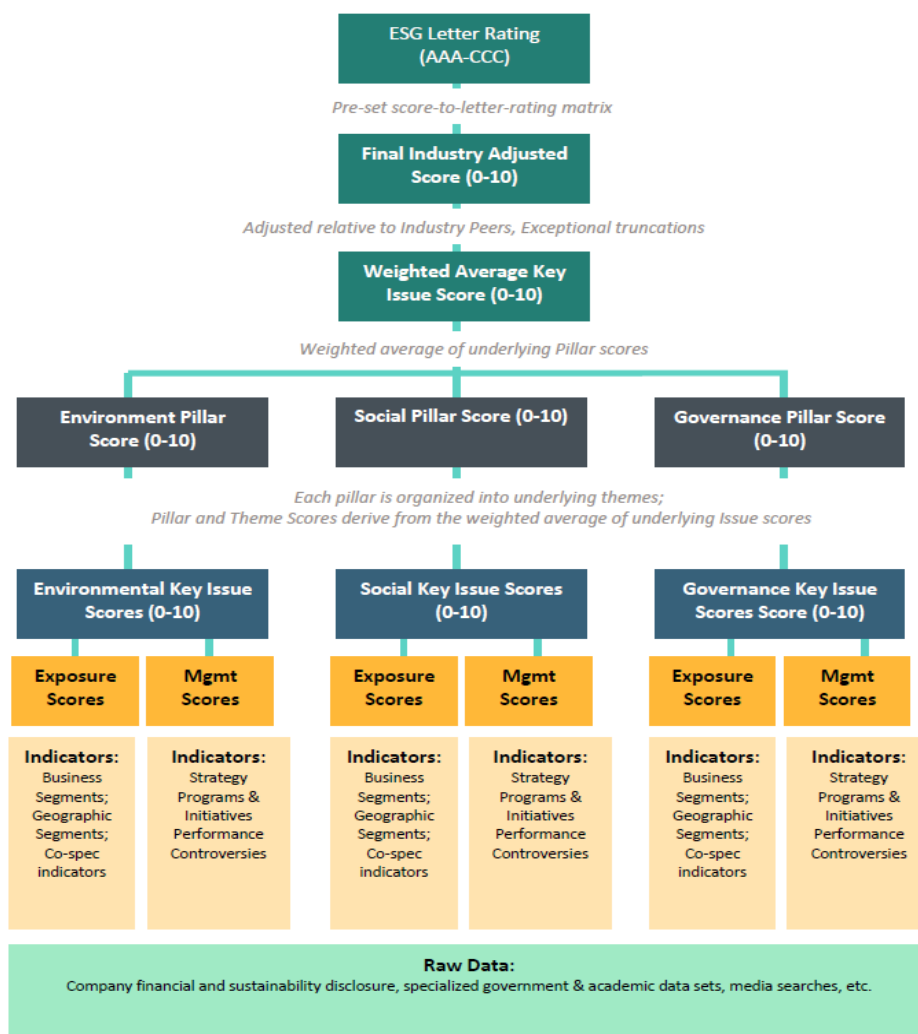 ESG Letter Rating
(AAA-CCC)
Pre-set score-to-letter-rating matrix
Final Industry Adjusted
Score (0-10)
Adjusted relative to Industry Peers, Exceptional truncations
Weighted Average Key
Issue Score (0-10)
Weighted average of underlying Pillar scores
Environment Pillar
Score (0-10)
Social Pillar Score (0-10)
Governance Pillar Score
(0-10)
Each pillar is organized into underlying themes;
Pillar and Theme Scores derive from the weighted average of underlying Issue scores
Environmental Key Issue
Scores (0-10)
Social Key Issue Scores
(0-10)
Governance Key Issue
Scores Score (0-10)
Exposure
Scores
Mgmt
Scores
Exposure
Scores
Mgmt
Scores
Exposure
Scores
Mgmt
Scores
Indicators:
Business
Segments;
Geographic
Segments;
Co-spec
indicators
Indicators:
Strategy
Programs &
Initiatives
Performance
Controversies
Indicators:
Business
Segments;
Geographic
Segments;
Co-spec
indicators
Indicators:
Strategy
Programs &
Initiatives
Performance
Controversies
Indicators:
Business
Segments;
Geographic
Segments;
Co-spec
indicators
Indicators:
Strategy
Programs &
Initiatives
Performance
Controversies
Raw Data:
Company financial and sustainability disclosure, specialized government & academic data sets, media searches, etc.